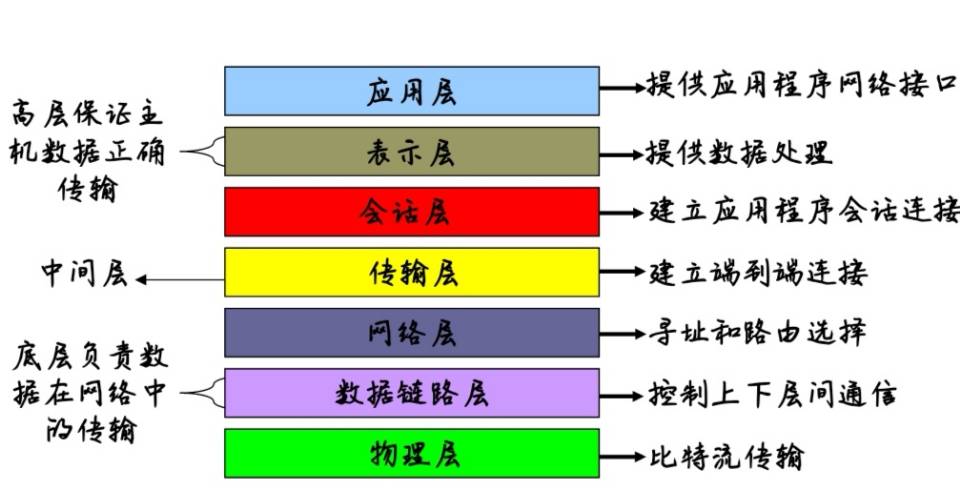 应用层
提供应用程序网络接口
高层保证主
机数据正确
传输
表示层
提供数据处理
会话层
建立应用程序会话连接
中间层
传输层
建立端到端连接
网络层
寻址和路由选择
底层负责数
据在网络中
的传输
数据链路层
控制上下层间通信
物理层
比特流传输